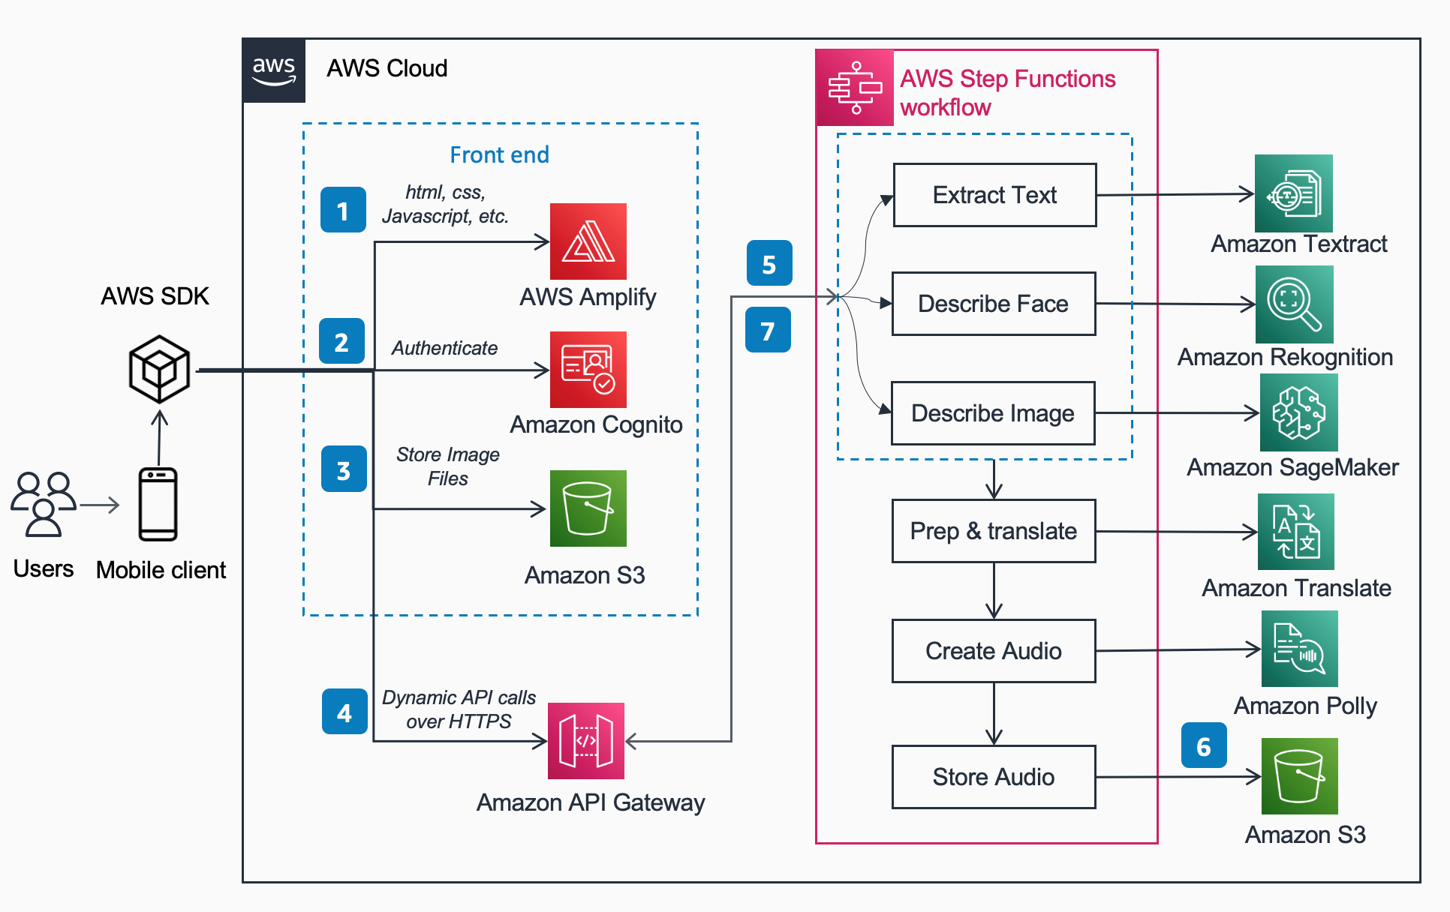 aws
AWS Cloud
AWS Step Functions
workflow
Front end
1
html, css,
Javascript, etc.
AWS Amplify
AWS SDK
2
Authenticate
Amazon Cognito
3
Store Image
Files
Amazon S3
Users
Mobile client
4
Dynamic API calls
over HTTPS
</>
Amazon API Gateway
5
7
Extract Text
T
Amazon Textract
Describe Face
Amazon Rekognition
Describe Image
Amazon SageMaker
Prep & translate
A
文
Amazon Translate
Create Audio
Amazon Polly
Store Audio
6
Amazon S3